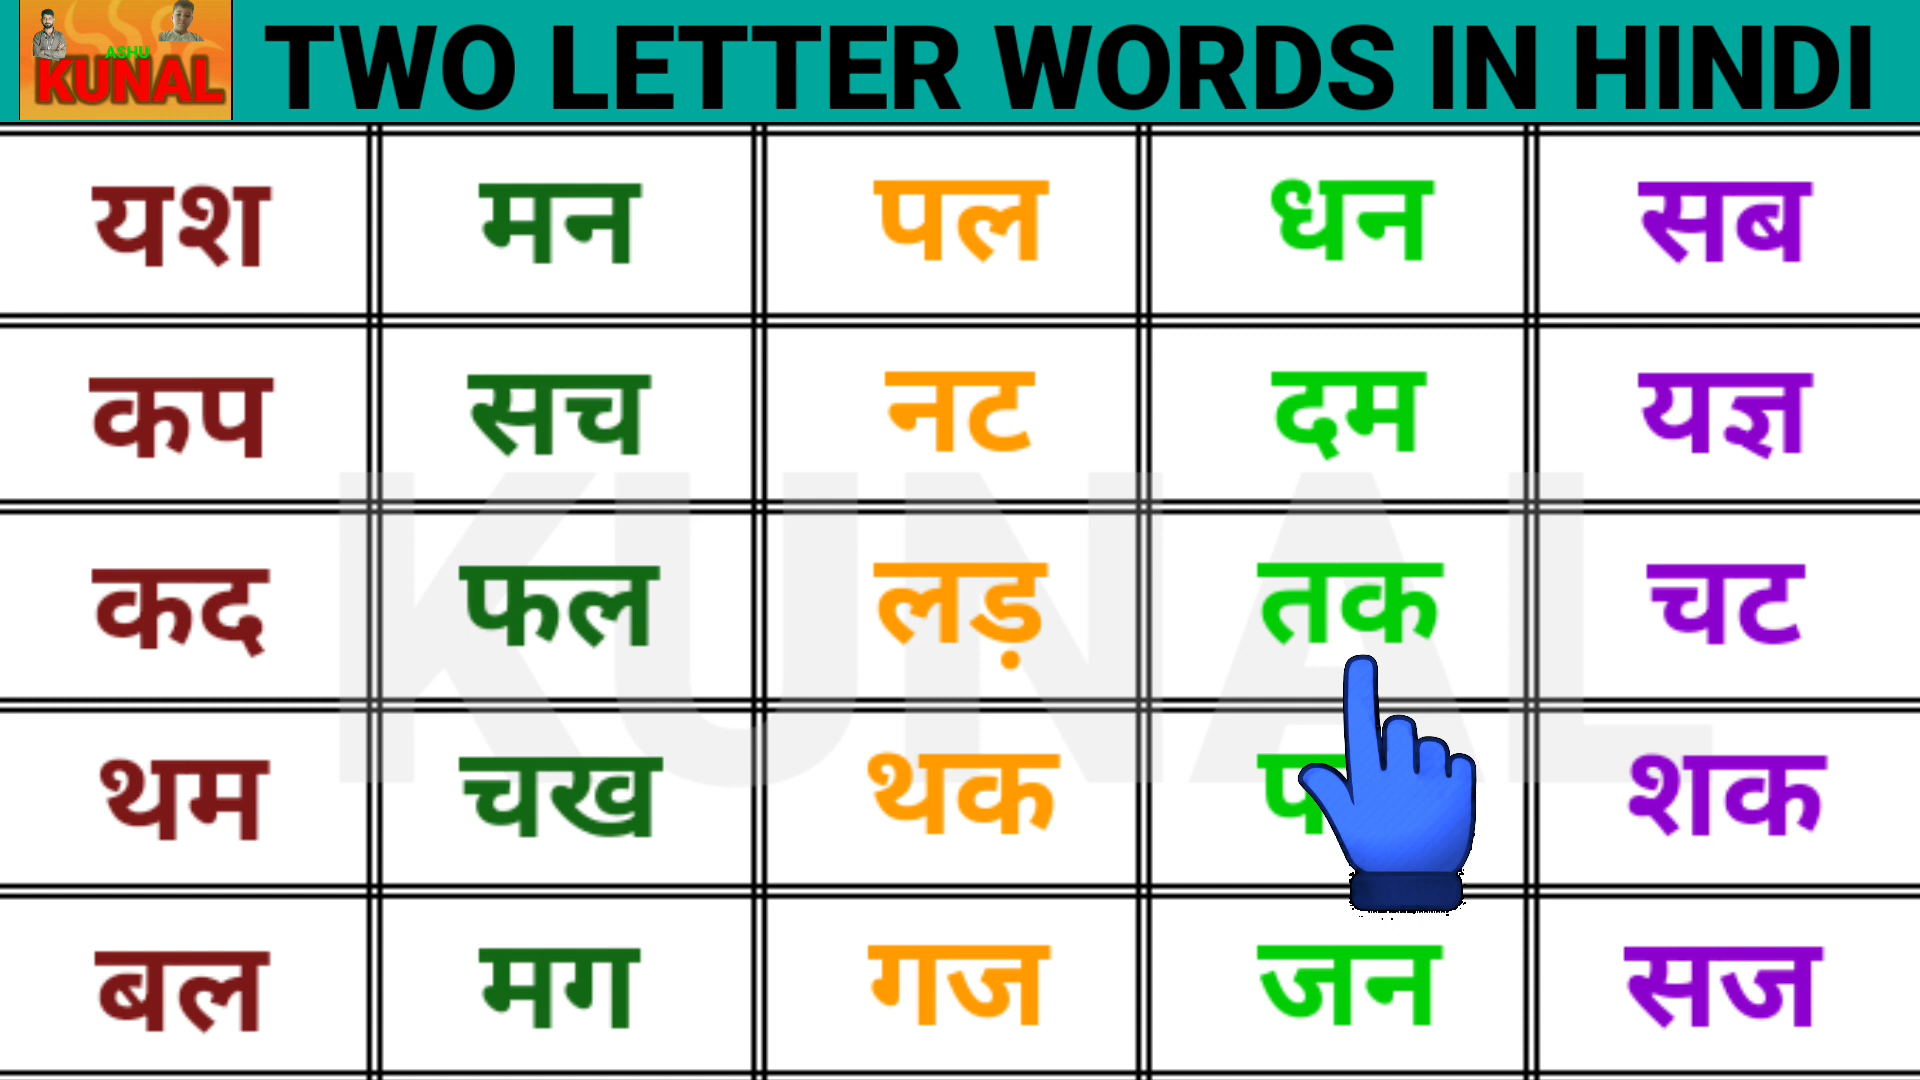 ASHU
KUNAL
TWO LETTER WORDS IN HINDI
यश मन पल धन सब
कप सच नट दम यज्ञ
कद फल लड़ तक चट
थम चख थक शक
बल मग गज जन सज
KUNAL